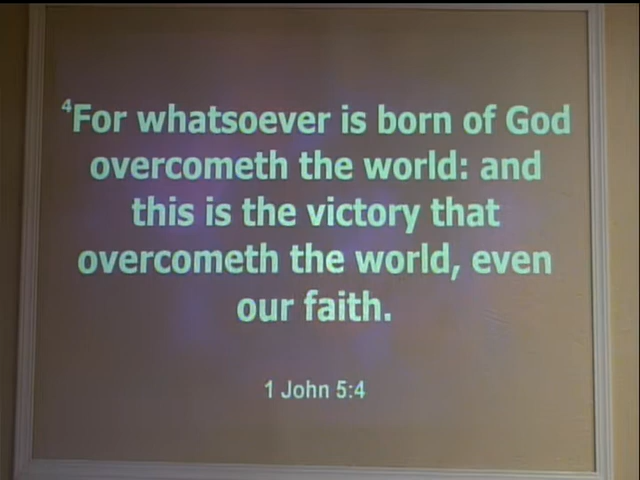 ⁴For whatsoever is born of God
overcometh the world: and
this is the victory that
overcometh the world, even
our faith.
1 John 5:4